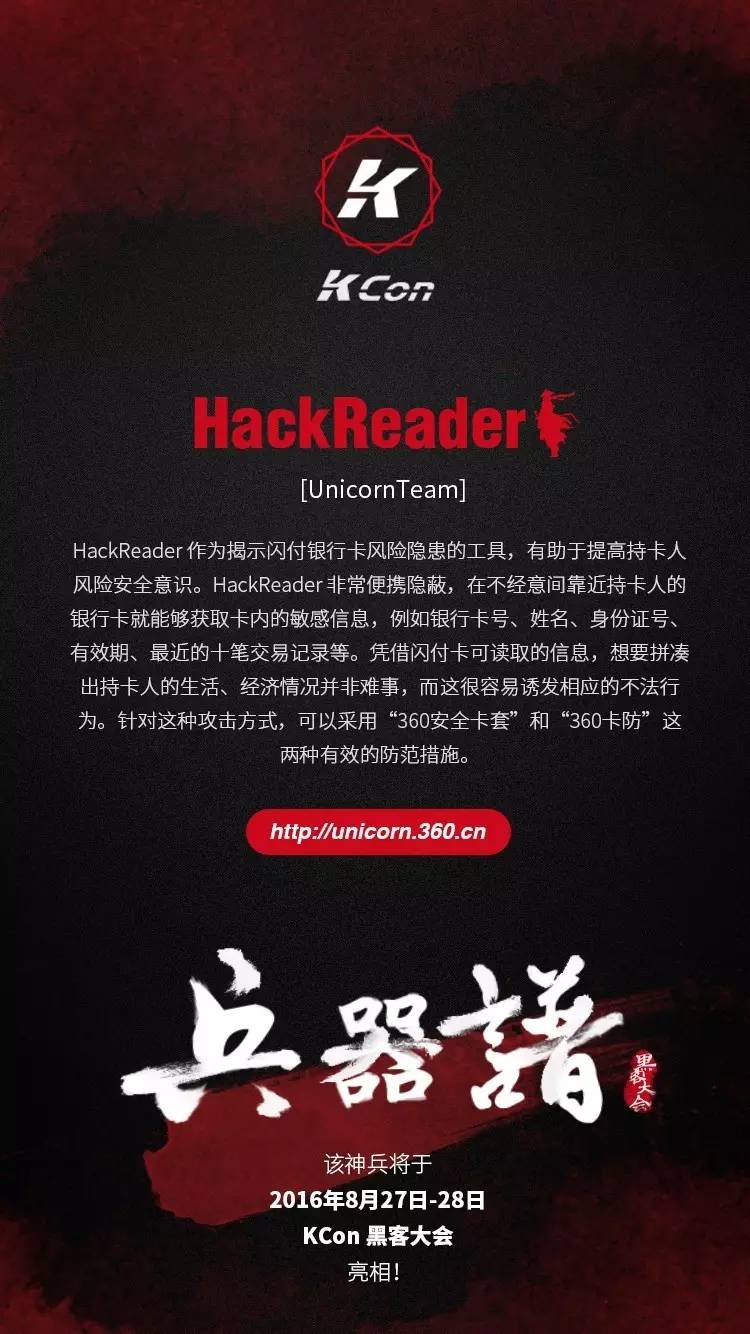 K
KCon
HackReader
[UnicornTeam]
HackReader 作为揭示闪付银行卡风险隐患的工具，有助于提高持卡人
风险安全意识。HackReader 非常便携隐蔽，在不经意间靠近持卡人的
银行卡就能够获取卡内的敏感信息，例如银行卡号、姓名、身份证号、
有效期、最近的十笔交易记录等。凭借闪付卡可读取的信息，想要拼凑
出持卡人的生活、经济情况并非难事，而这很容易诱发相应的不法行
为。针对这种攻击方式，可以采用“360安全卡套”和“360卡防”这
两种有效的防范措施。
http://unicorn.360.cn
兵器譜
黑客大会
该神兵将于
2016年8月27日-28日
KCon 黑客大会
亮相！